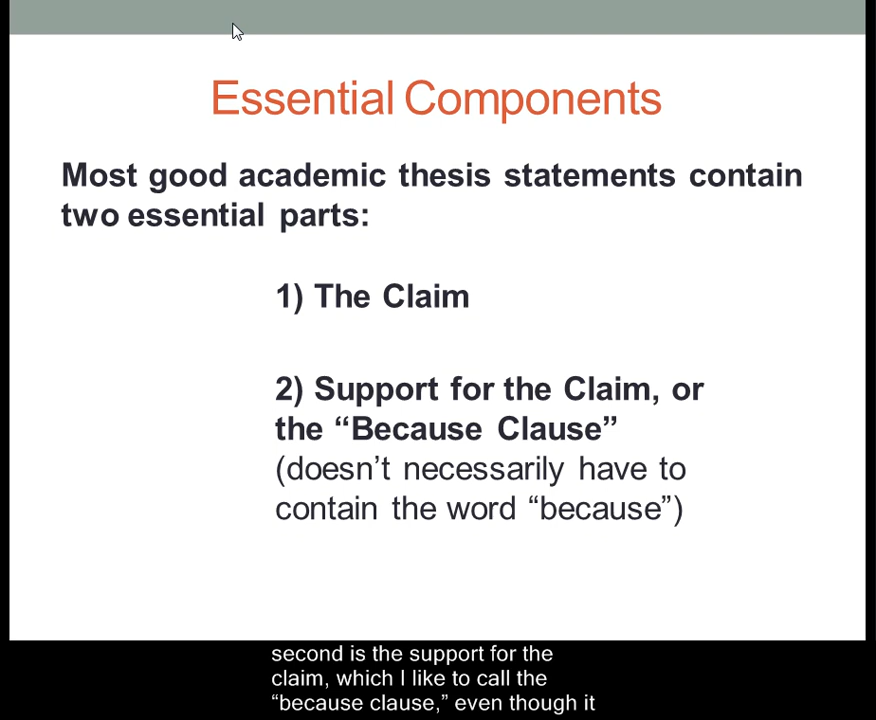 Essential Components
Most good academic thesis statements contain
two essential parts:
1) The Claim
2) Support for the Claim, or
the “Because Clause”
(doesn’t necessarily have to
contain the word “because”)
second is the support for the
claim, which I like to call the
“because clause,” even though it